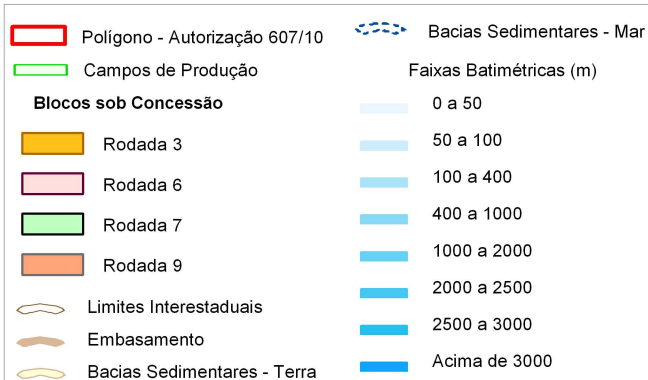 Polígono - Autorização 607/10
Campos de Produção
Blocos sob Concessão
Rodada 3
Rodada 6
Rodada 7
Rodada 9
Limites Interestaduais
Embasamento
Bacias Sedimentares - Terra
Bacias Sedimentares - Mar
Faixas Batimétricas (m)
0 a 50
50 a 100
100 a 400
400 a 1000
1000 a 2000
2000 a 2500
2500 a 3000
Acima de 3000